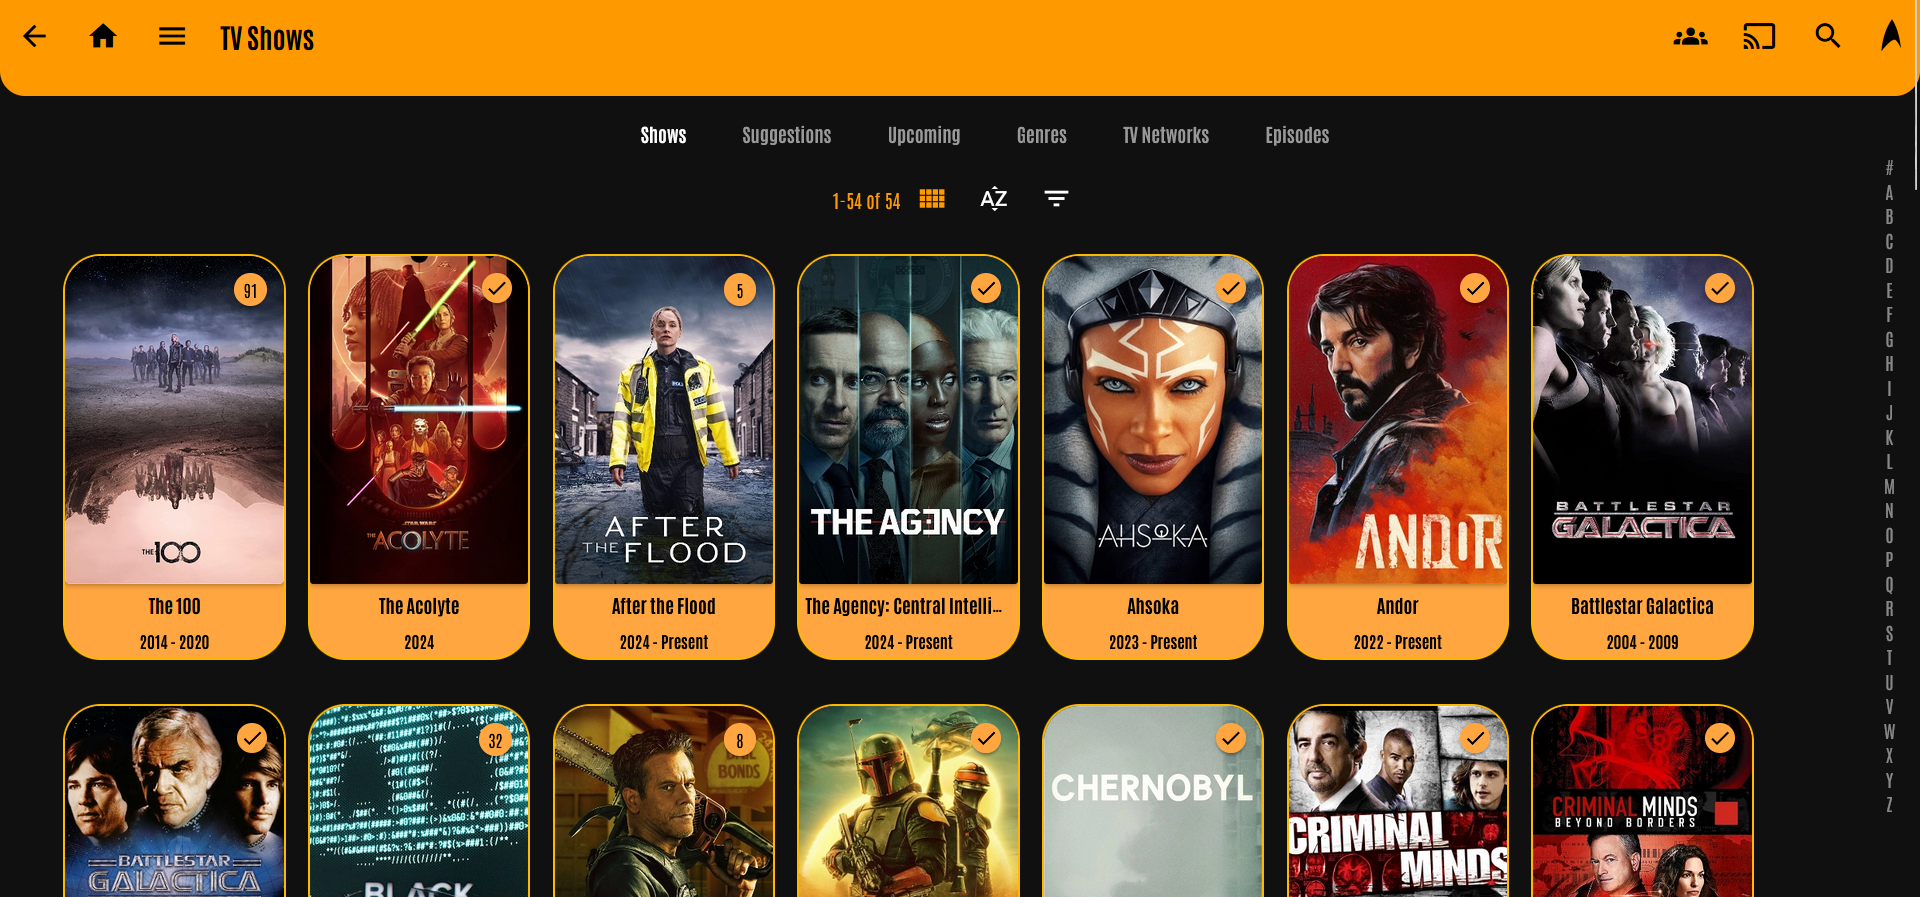 TV Shows
Shows
Suggestions
Upcoming
Genres
TV Networks
Episodes
1-54 of 54
AZ
#
A
B
C
D
E
F
G
H
I
J
K
L
M
N
O
P
Q
R
S
T
U
V
W
X
Y
Z
91
THE 100
The 100
2014 - 2020
STAR WARS
THE ACOLYTE
The Acolyte
2024
5
AFTER
THE FLOOD
After the Flood
2024 - Present
THE AGENCY
The Agency: Central Intelli...
2024 - Present
AHSOKA
Ahsoka
2023 - Present
ANDOR
Andor
2022 - Present
BATTLESTAR
GALACTICA
Battlestar Galactica
2004 - 2009
BATTLESTAR
GALACTICA
32
BLACK
8
BAIL
BONDS
CHERNOBYL
CRIMINAL
MINDS
CRIMINAL MINDS
BEYOND BORDERS